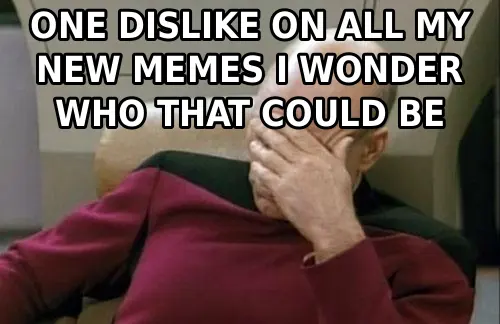 ONE DISLIKE ON ALL MY
NEW MEMES I WONDER
WHO THAT COULD BE